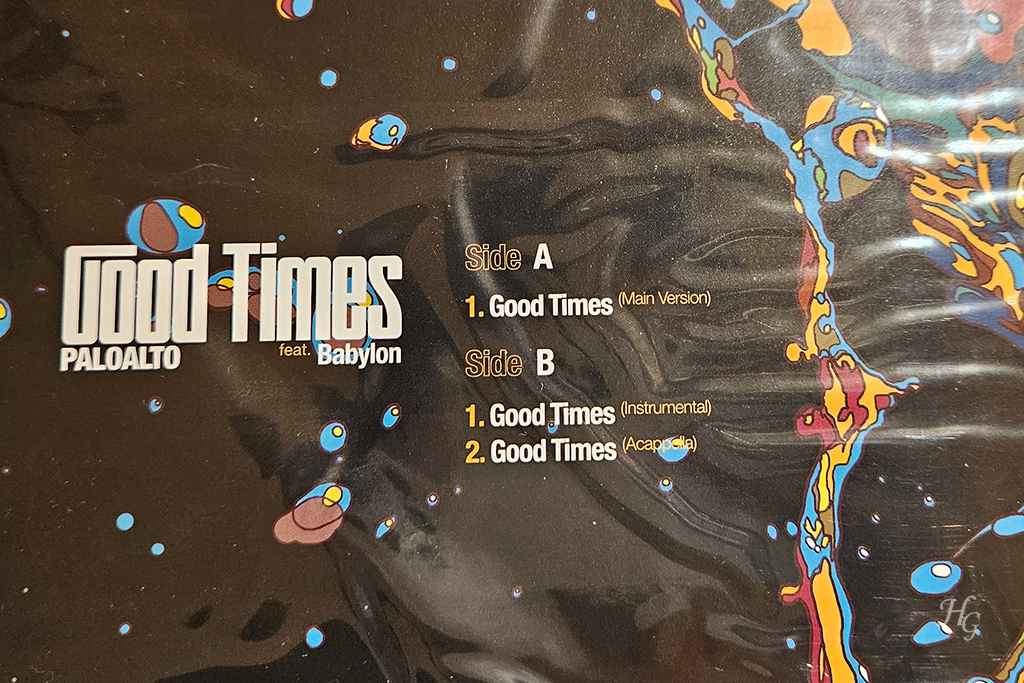 Good Times
PALOALTO
feat. Babylon
Side A
1. Good Times (Main Version)
Side B
1. Good Times (Instrumental)
2. Good Times (Acappella)
HG